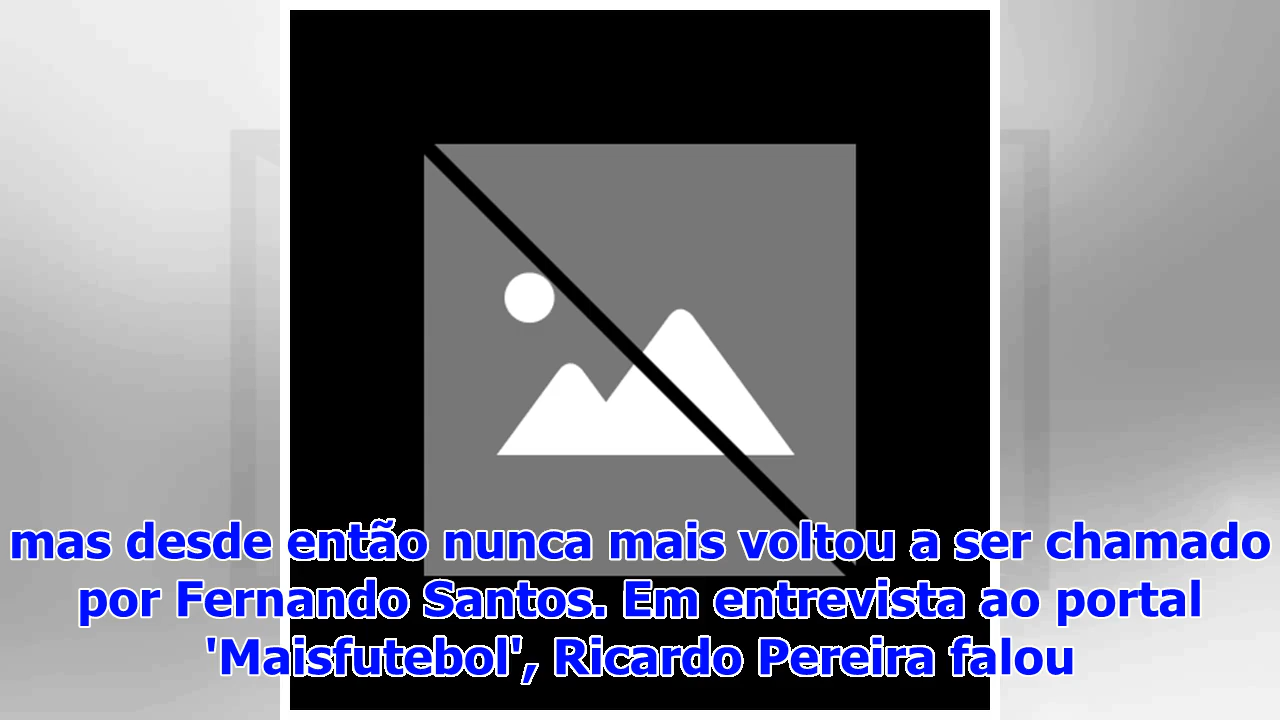 mas desde então nunca mais voltou a ser chamado
por Fernando Santos. Em entrevista ao portal
'Maisfutebol', Ricardo Pereira falou